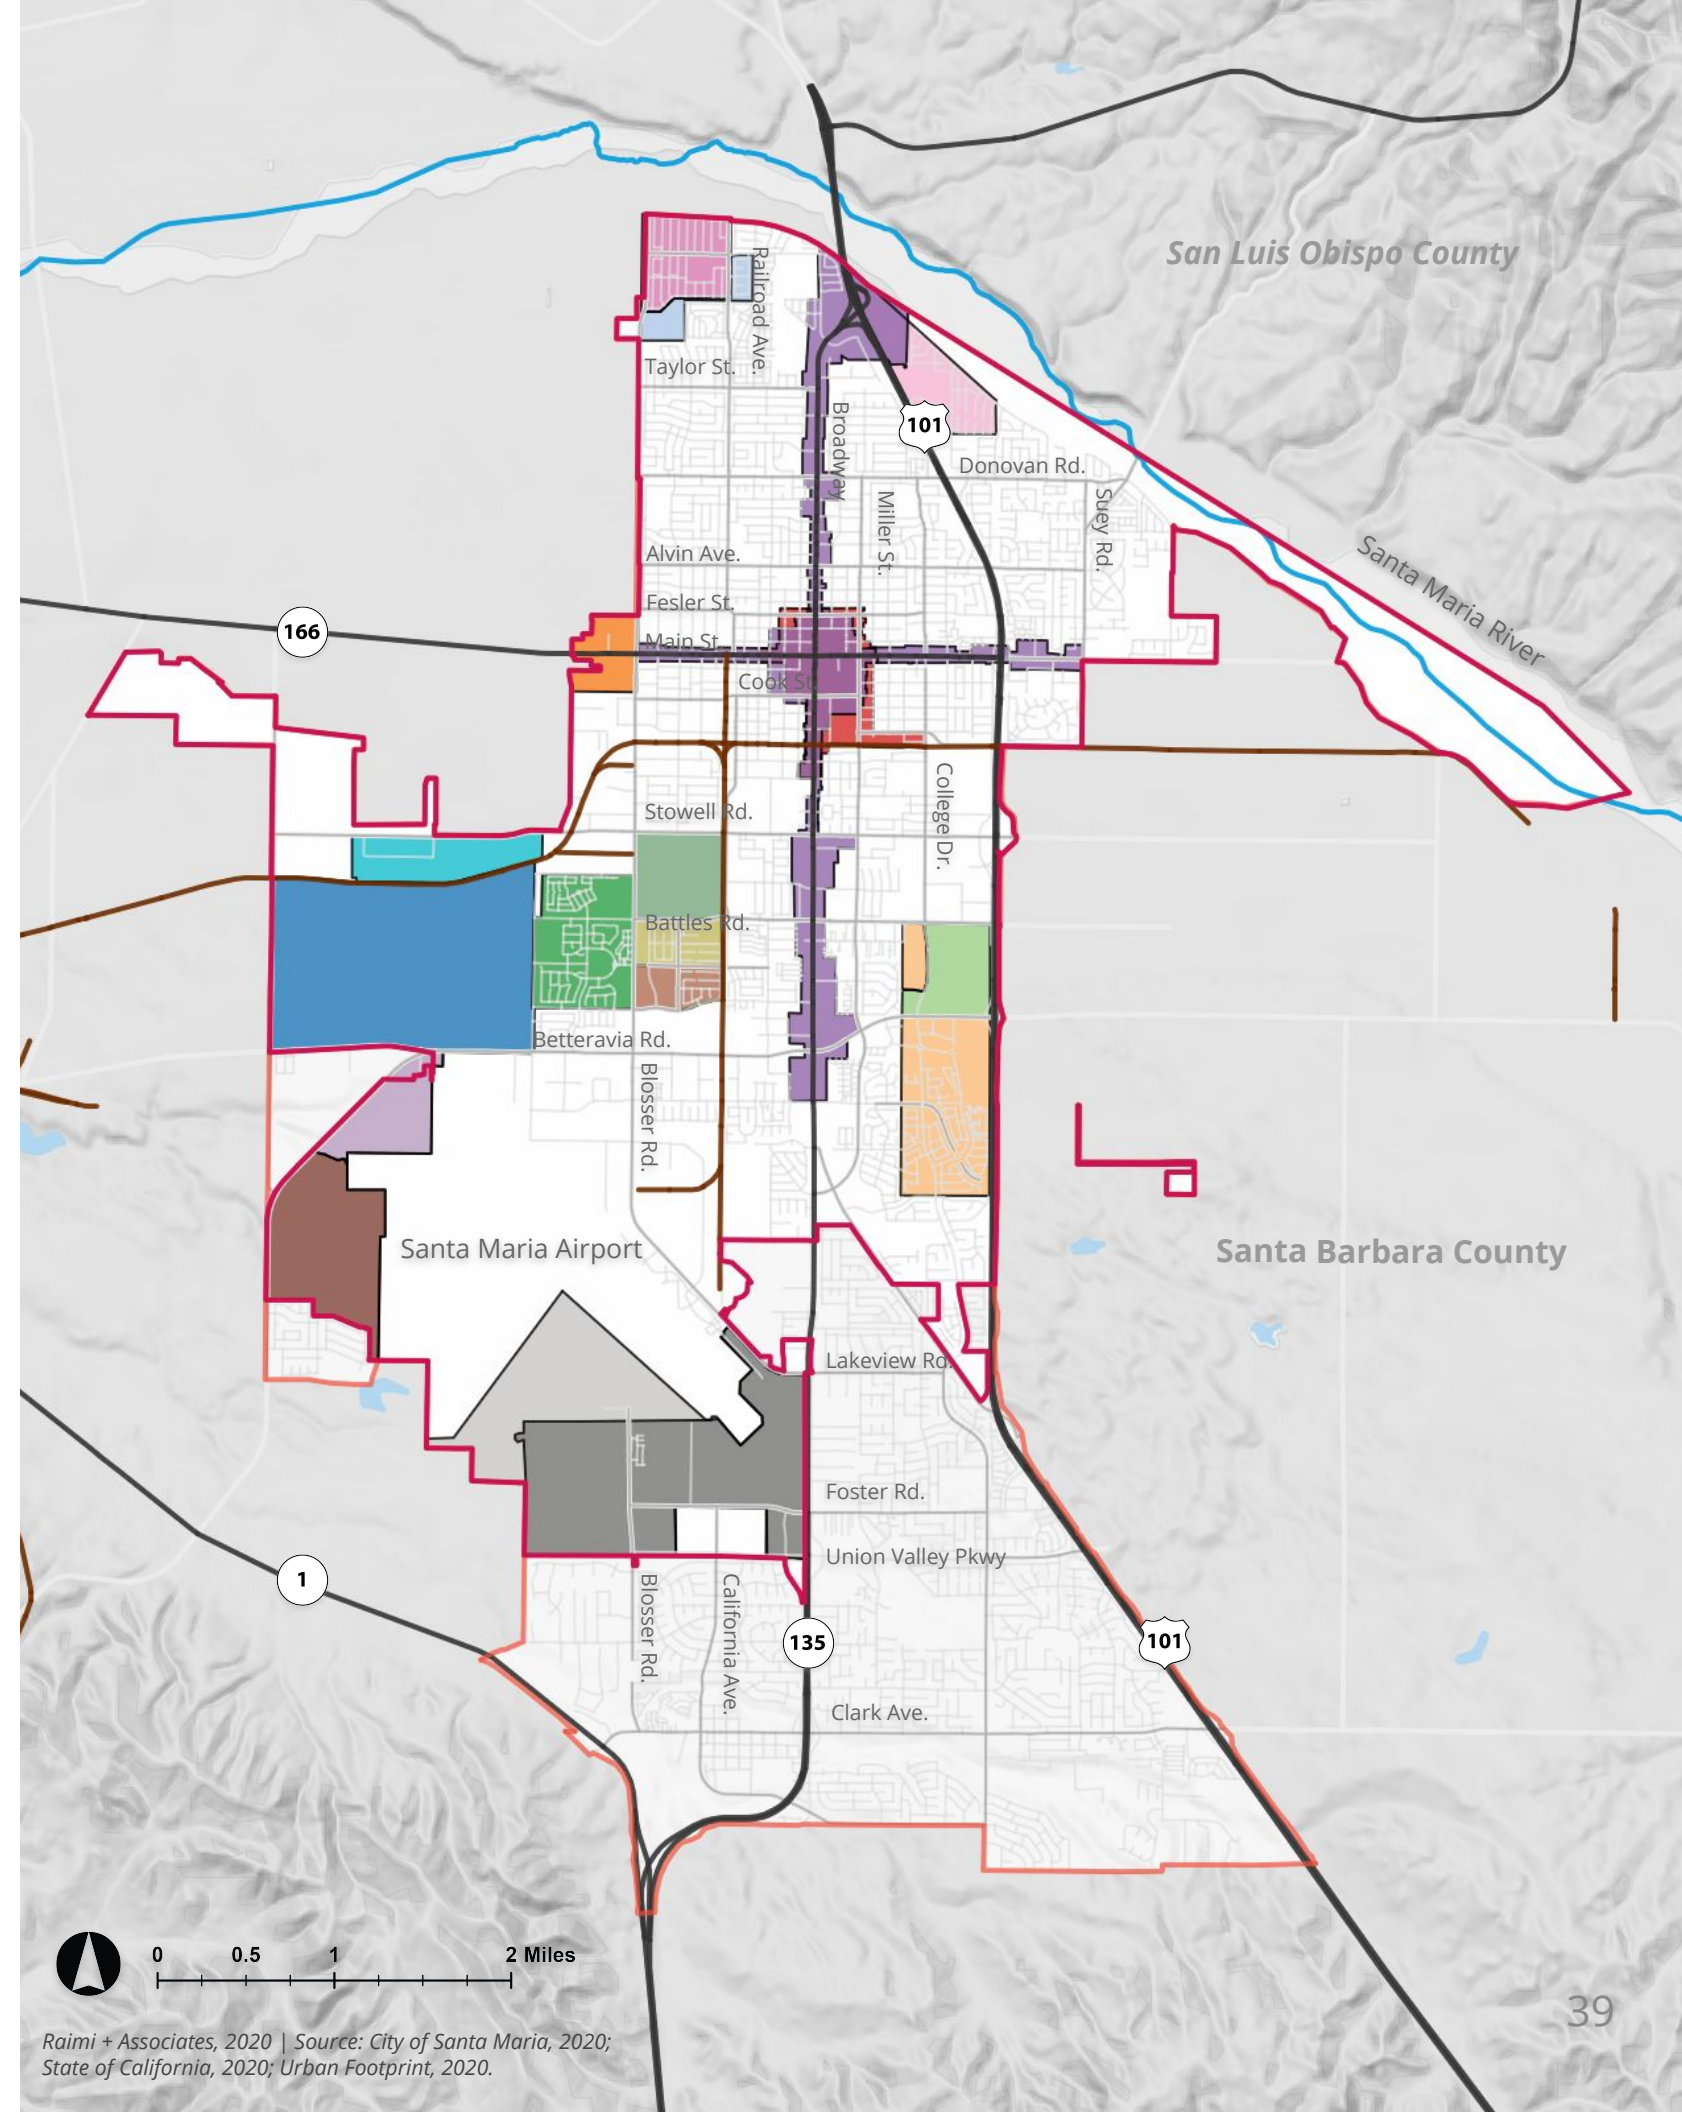 San Luis Obispo County
Railroad Ave.
Taylor St.
Broadway
101
Donovan Rd.
Miller St.
Suey Rd.
Alvin Ave.
Santa Maria River
Fesler St.
166
Main St.
Cook St.
College Dr.
Stowell Rd.
Battles Rd.
Betteravia Rd.
Blosser Rd.
Santa Maria Airport
Santa Barbara County
Lakeview Rd.
Foster Rd.
Union Valley Pkwy
1
Blosser Rd.
California Ave.
135
101
Clark Ave.
0 0.5 1 2 Miles
39
Raimi + Associates, 2020 | Source: City of Santa Maria, 2020;
State of California, 2020; Urban Footprint, 2020.